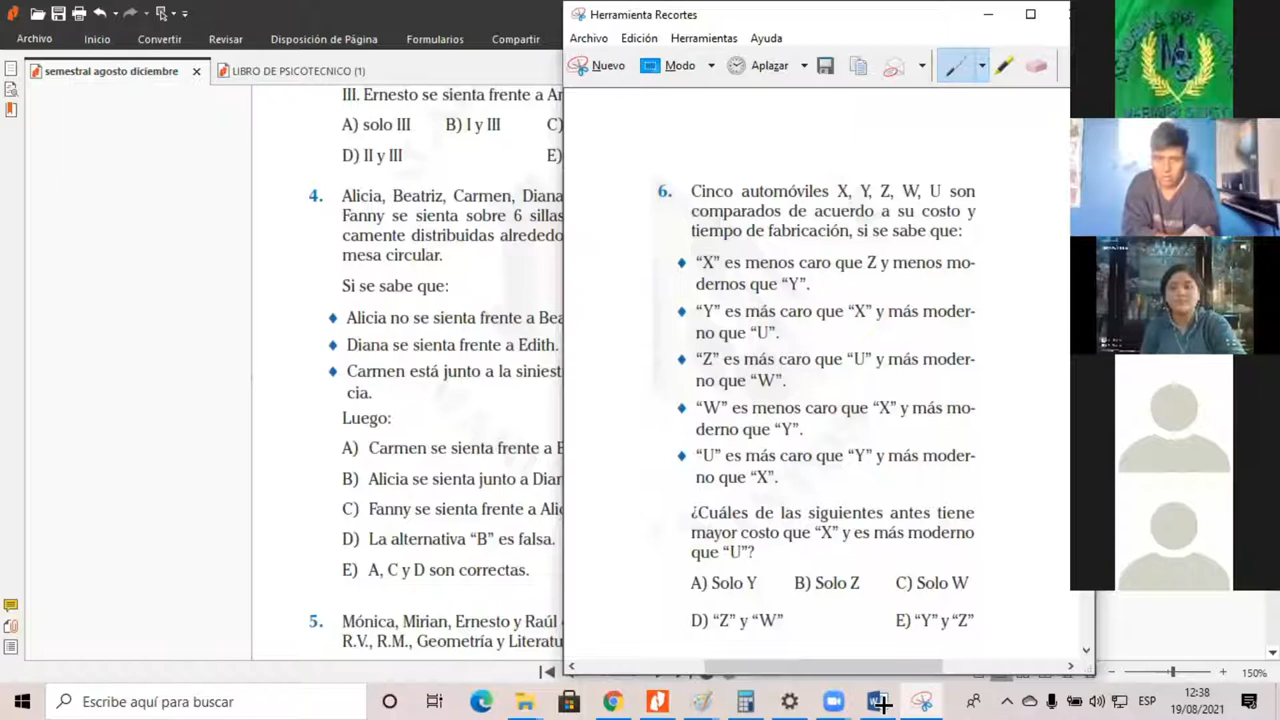 Archivo Inicio Convertir Revisar Disposición de Página Formularios Compartir
semestral agosto diciembre × LIBRO DE PSICOTECNICO (1)
III. Ernesto se sienta frente a
A) solo III B) I y III C)
D) II y III E)
4. Alicia, Beatriz, Carmen, Diana
Fanny se sienta sobre 6 sillas
camente distribuidas alrededo
mesa circular.
Si se sabe que:
♦ Alicia no se sienta frente a Bea
♦ Diana se sienta frente a Edith.
♦ Carmen está junto a la siniest
cia.
Luego:
A) Carmen se sienta frente a
B) Alicia se sienta junto a Dian
C) Fanny se sienta frente a Ali
D) La alternativa “B” es falsa.
E) A, C y D son correctas.
5. Mónica, Mirian, Ernesto y Raúl
R.V., R.M., Geometría y Literatu
Herramienta Recortes
Archivo Edición Herramientas Ayuda
Nuevo Modo Aplazar
6. Cinco automóviles X, Y, Z, W, U son
comparados de acuerdo a su costo y
tiempo de fabricación, si se sabe que:
♦ “X” es menos caro que Z y menos mo-
dernos que “Y”.
♦ “Y” es más caro que “X” y más moder-
no que “U”.
♦ “Z” es más caro que “U” y más moder-
no que “W”.
♦ “W” es menos caro que “X” y más mo-
derno que “Y”.
♦ “U” es más caro que “Y” y más moder-
no que “X”.
¿Cuáles de las siguientes antes tiene
mayor costo que “X” y es más moderno
que “U”?
A) Solo Y B) Solo Z C) Solo W
D) “Z” y “W” E) “Y” y “Z”
150%
Escribe aquí para buscar
ESP
12:38
19/08/2021